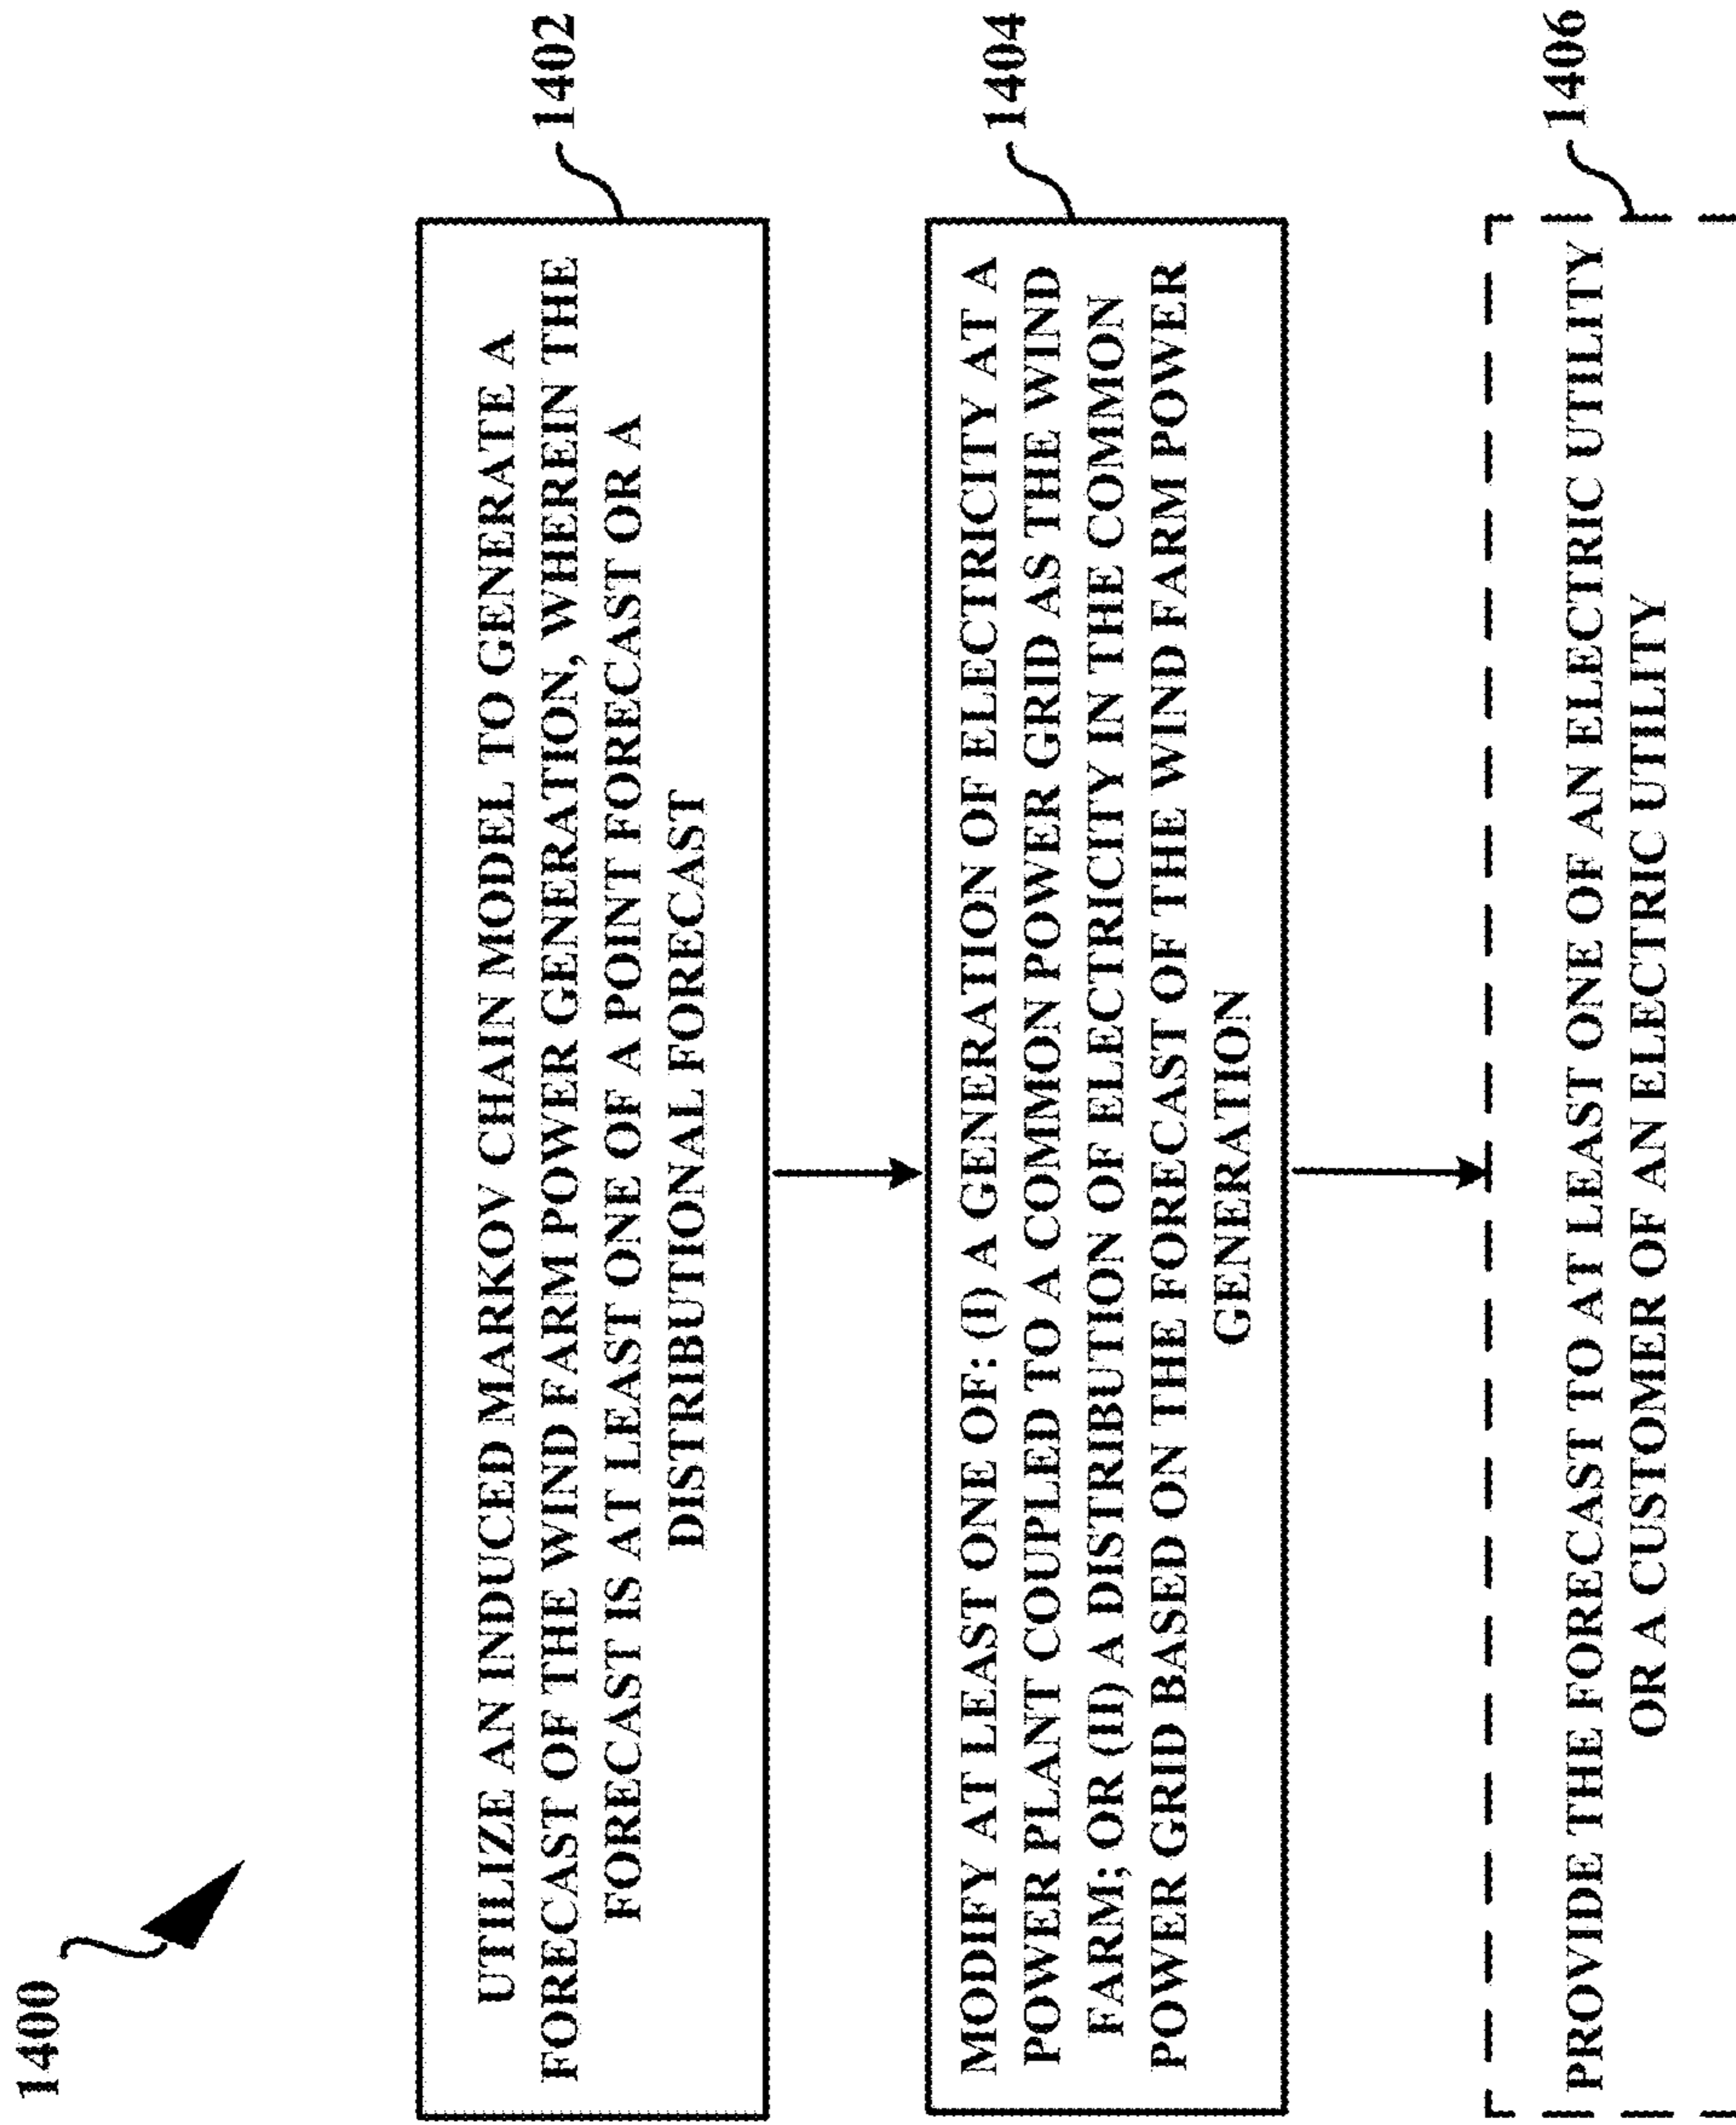 1400
UTILIZE AN INDUCED MARKOV CHAIN MODEL TO GENERATE A
FORECAST OF THE WIND FARM POWER GENERATION, WHEREIN THE
FORECAST IS AT LEAST ONE OF A POINT FORECAST OR A
DISTRIBUTIONAL FORECAST
1402
MODIFY AT LEAST ONE OF: (I) A GENERATION OF ELECTRICITY AT A
POWER PLANT COUPLED TO A COMMON POWER GRID AS THE WIND
FARM; OR (II) A DISTRIBUTION OF ELECTRICITY IN THE COMMON
POWER GRID BASED ON THE FORECAST OF THE WIND FARM POWER
GENERATION
1404
PROVIDE THE FORECAST TO AT LEAST ONE OF AN ELECTRIC UTILITY
OR A CUSTOMER OF AN ELECTRIC UTILITY
1406